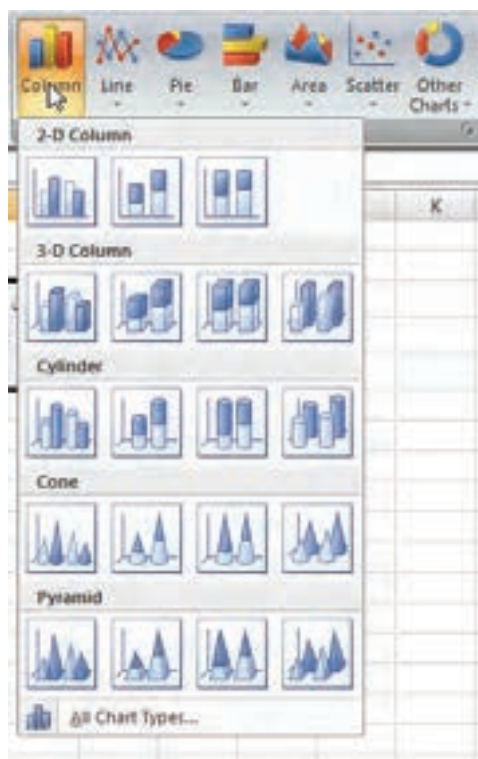 Column Line Pie Bar Area Scatter Other
Charts
2-D Column
K
3-D Column
Cylinder
Cone
Pyramid
All Chart Types...